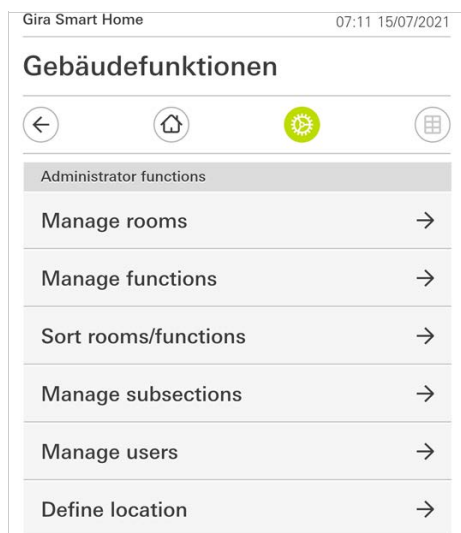 Gira Smart Home 07:11 15/07/2021
Gebäudefunktionen
Administrator functions
Manage rooms
Manage functions
Sort rooms/functions
Manage subsections
Manage users
Define location